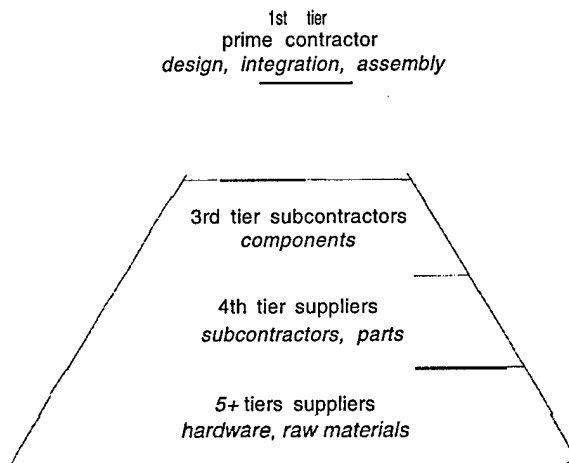 1st tier
prime contractor
design, integration, assembly
3rd tier subcontractors
components
4th tier suppliers
subcontractors, parts
5+ tiers suppliers
hardware, raw materials